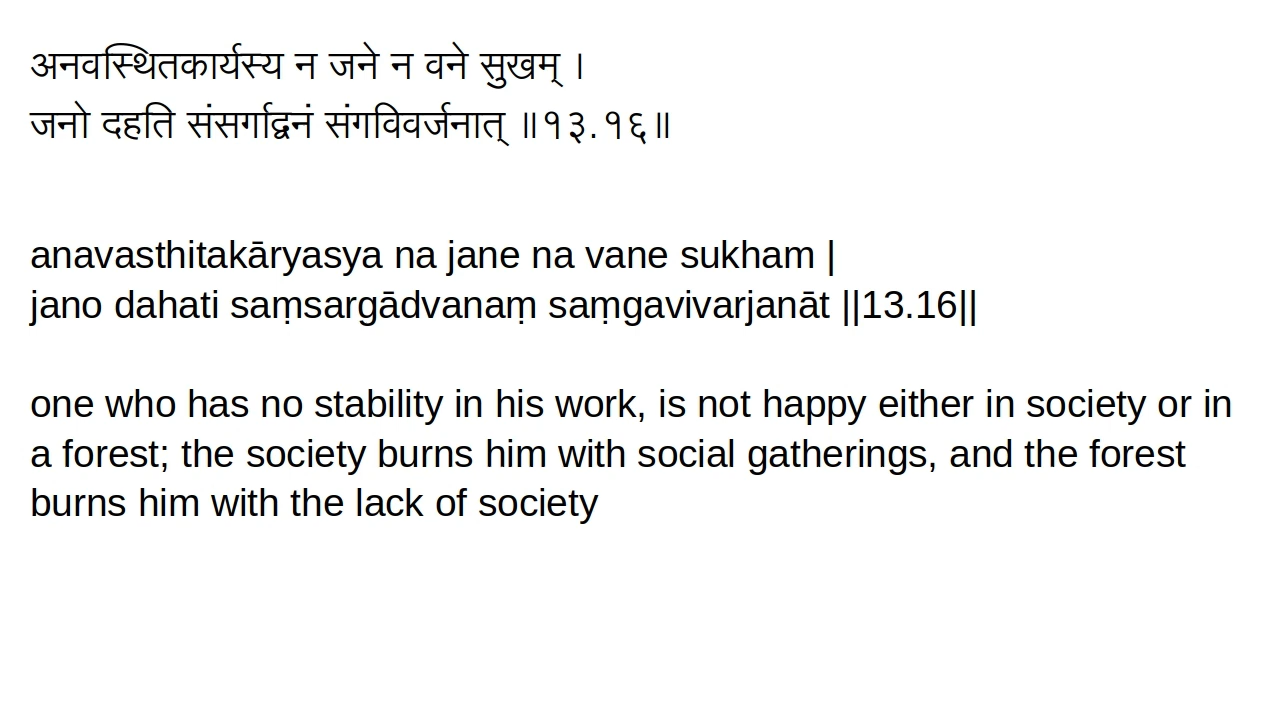 अनवस्थितकार्यस्य न जने न वने सुखम् ।
जनो दहति संसर्गाद्वनं संगविवर्जनात् ॥१३.१६॥
anavasthitakāryasya na jane na vane sukham |
jano dahati saṃsargādvanaṃ saṃgavivarjanāt ||13.16||
one who has no stability in his work, is not happy either in society or in
a forest; the society burns him with social gatherings, and the forest
burns him with the lack of society